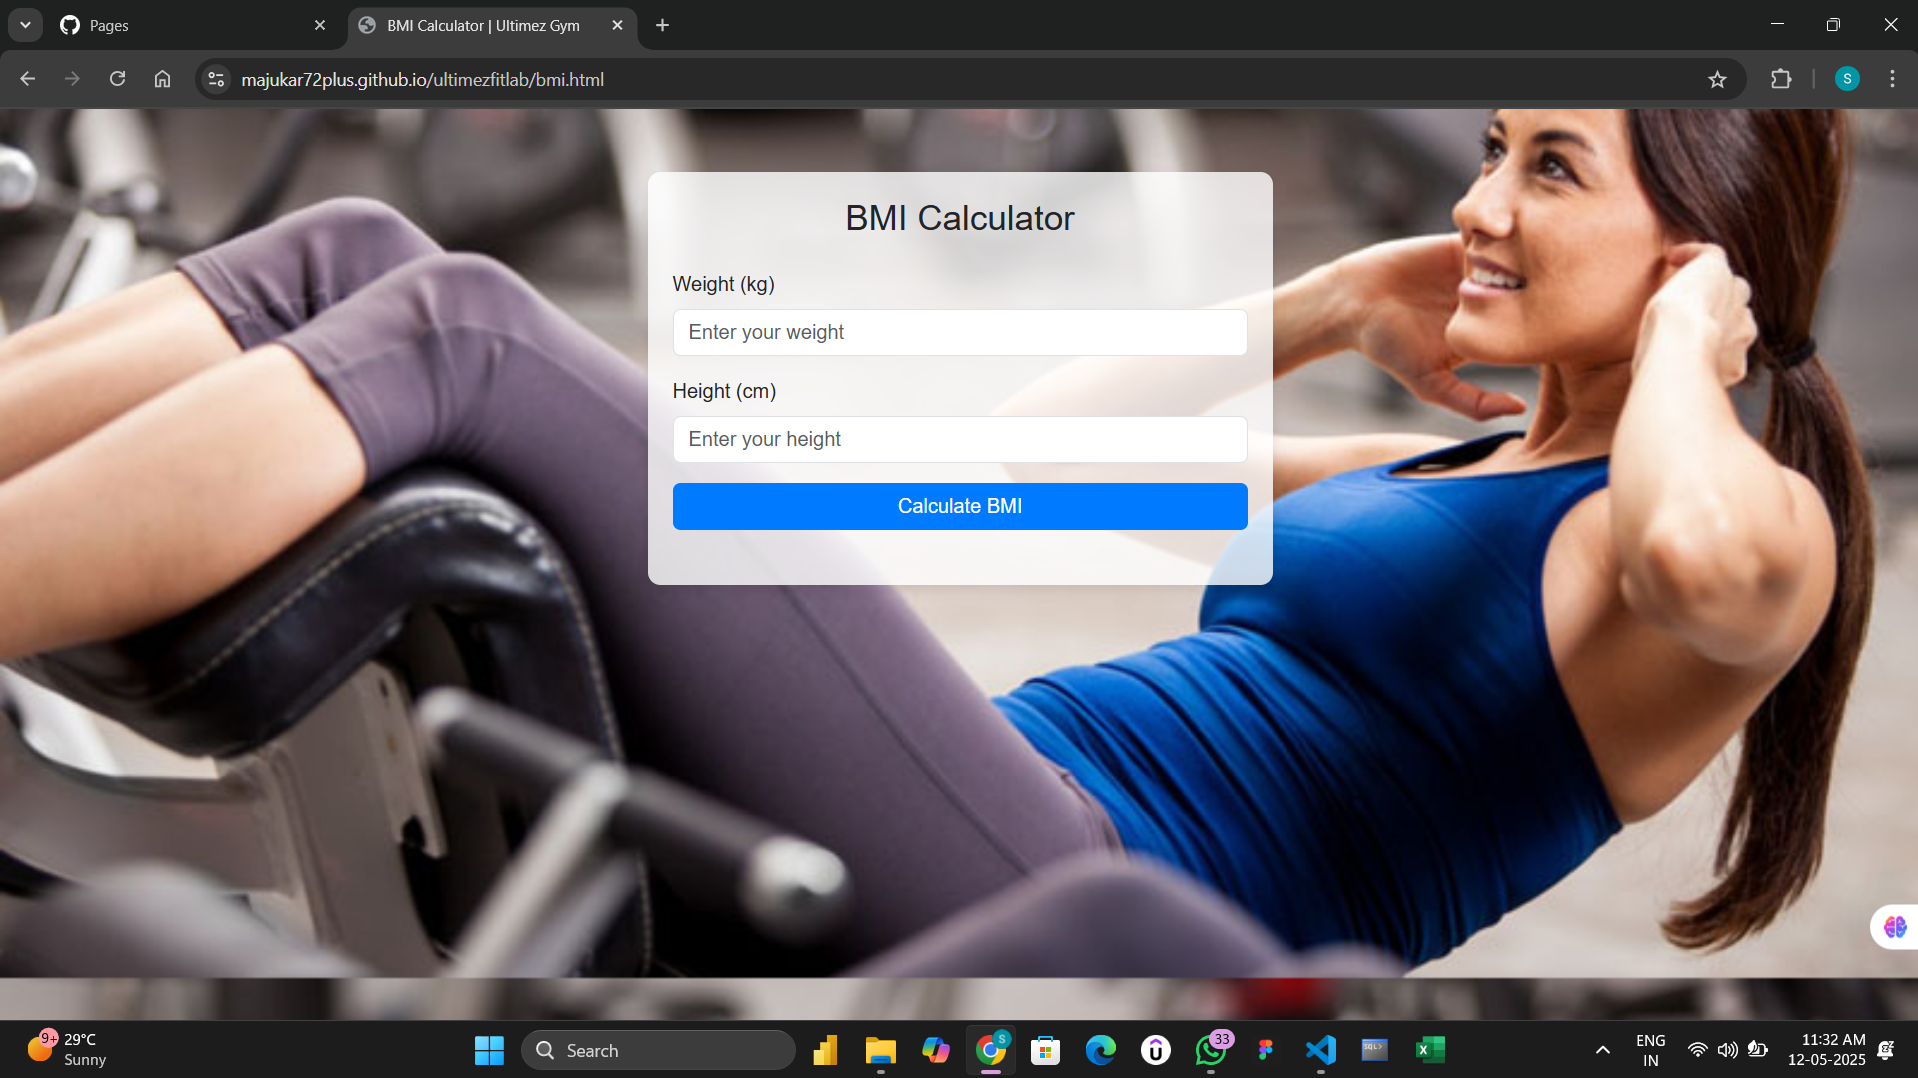 Pages
BMI Calculator | Ultimez Gym
majukar72plus.github.io/ultimezfitlab/bmi.html
S
BMI Calculator
Weight (kg)
Enter your weight
Height (cm)
Enter your height
Calculate BMI
9+
29°C
Sunny
Search
S
33
SQL>
ENG
IN
11:32 AM
12-05-2025